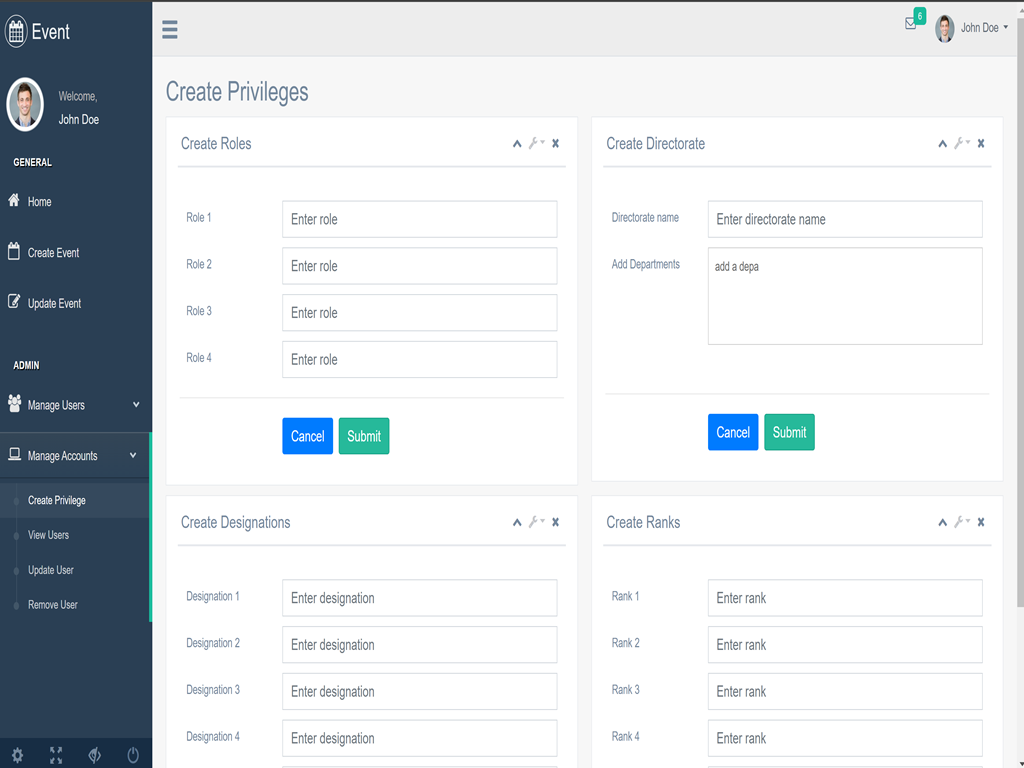 Event
6
John Doe
Welcome,
John Doe
GENERAL
Home
Create Event
Update Event
ADMIN
Manage Users
Manage Accounts
Create Privilege
View Users
Update User
Remove User
Create Privileges
Create Roles
Role 1
Enter role
Role 2
Enter role
Role 3
Enter role
Role 4
Enter role
Cancel
Submit
Create Directorate
Directorate name
Enter directorate name
Add Departments
add a depa
Cancel
Submit
Create Designations
Designation 1
Enter designation
Designation 2
Enter designation
Designation 3
Enter designation
Designation 4
Enter designation
Create Ranks
Rank 1
Enter rank
Rank 2
Enter rank
Rank 3
Enter rank
Rank 4
Enter rank